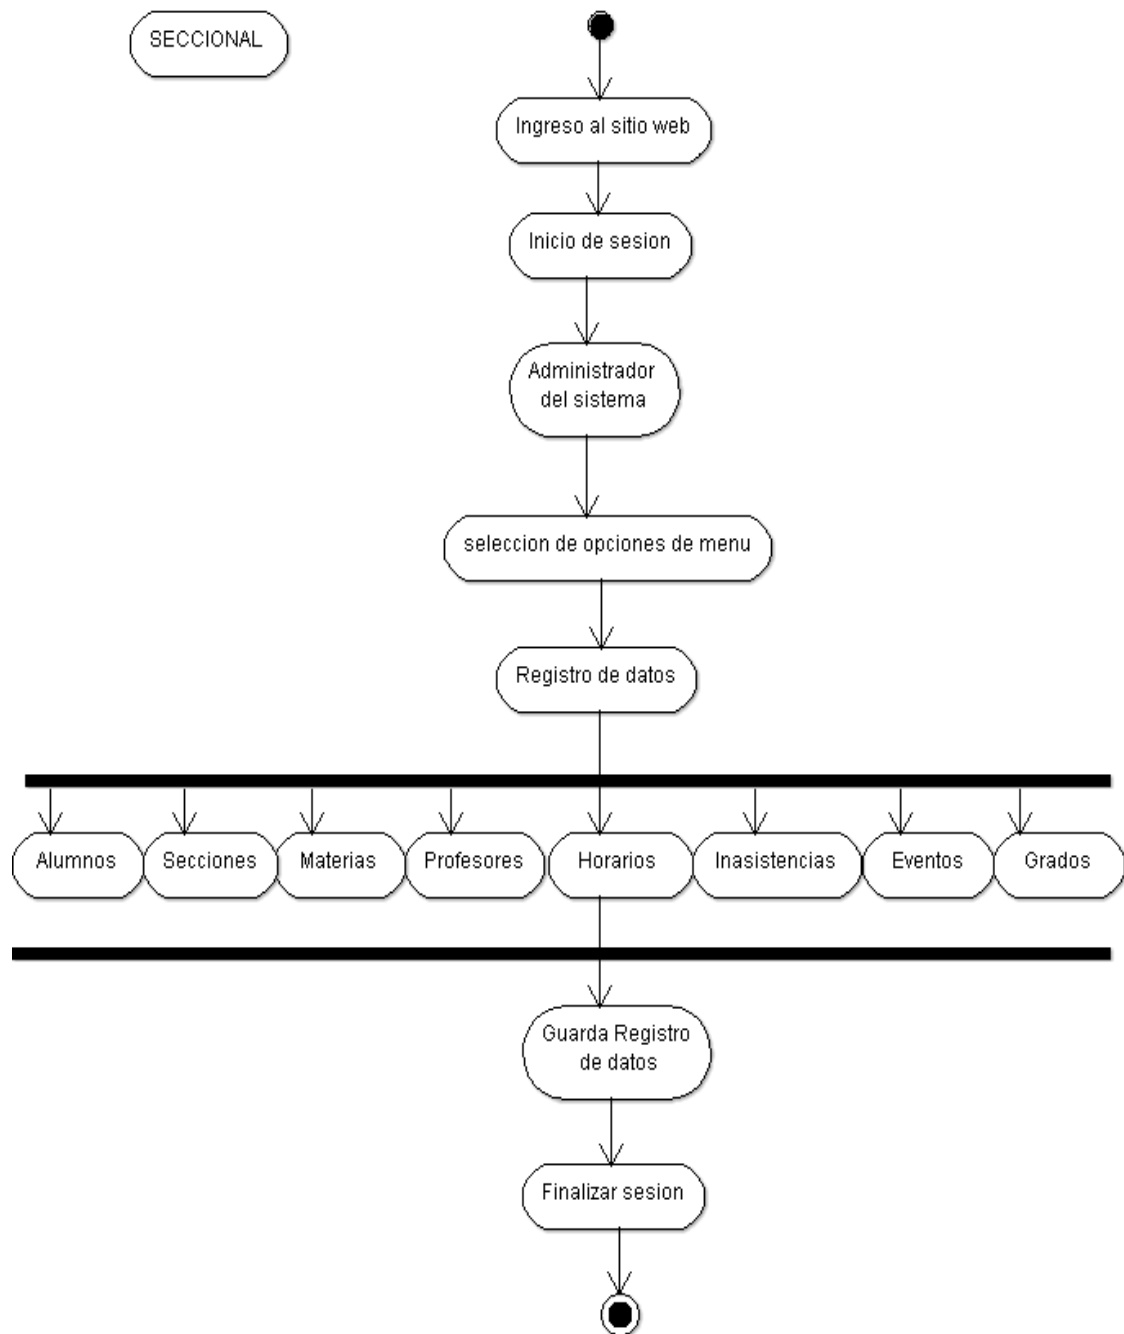 SECCIONAL
Ingreso al sitio web
Inicio de sesion
Administrador
del sistema
seleccion de opciones de menu
Registro de datos
Alumnos
Secciones
Materias
Profesores
Horarios
Inasistencias
Eventos
Grados
Guarda Registro
de datos
Finalizar sesion